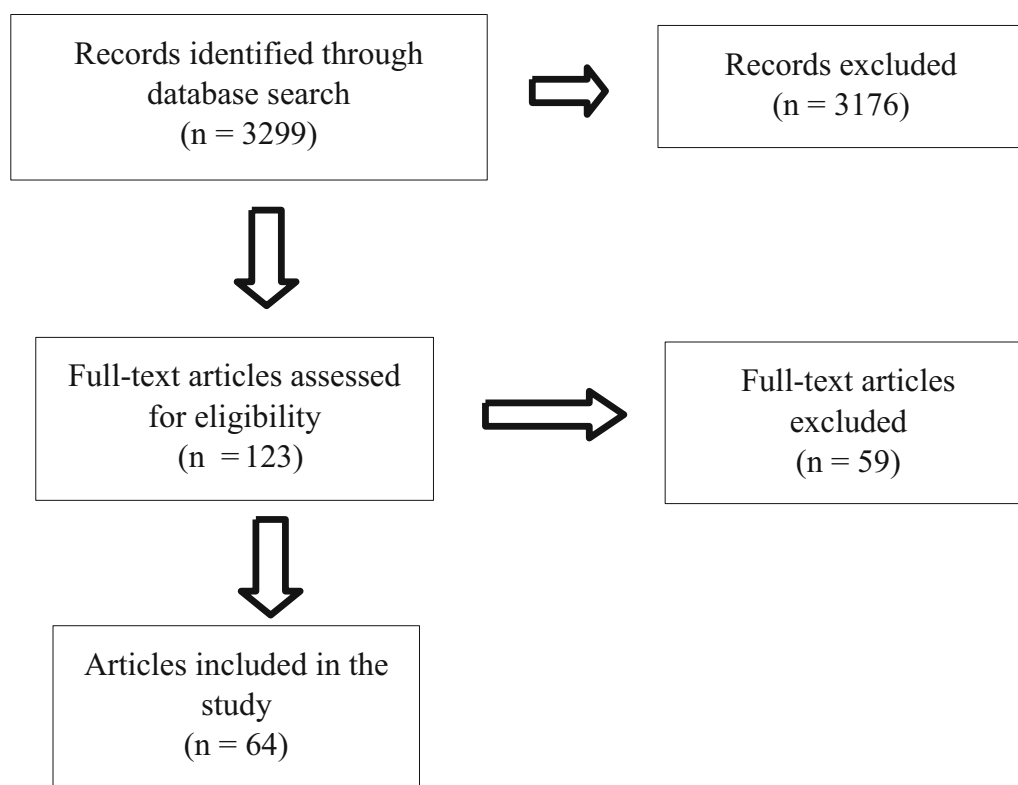 Records identified through
database search
(n = 3299)
Records excluded
(n = 3176)
Full-text articles assessed
for eligibility
(n = 123)
Full-text articles
excluded
(n = 59)
Articles included in the
study
(n = 64)